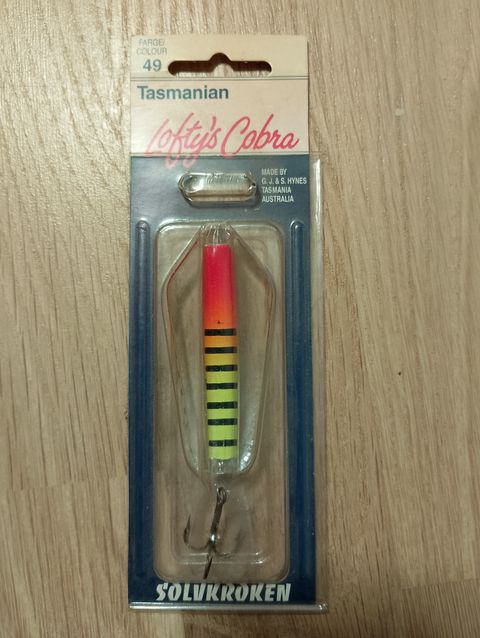 FARGE/
COLOUR
49
Tasmanian
Lofty's Cobra
MADE BY
G. J. & S. HYNES
TASMANIA
AUSTRALIA
SOLVKROKEN